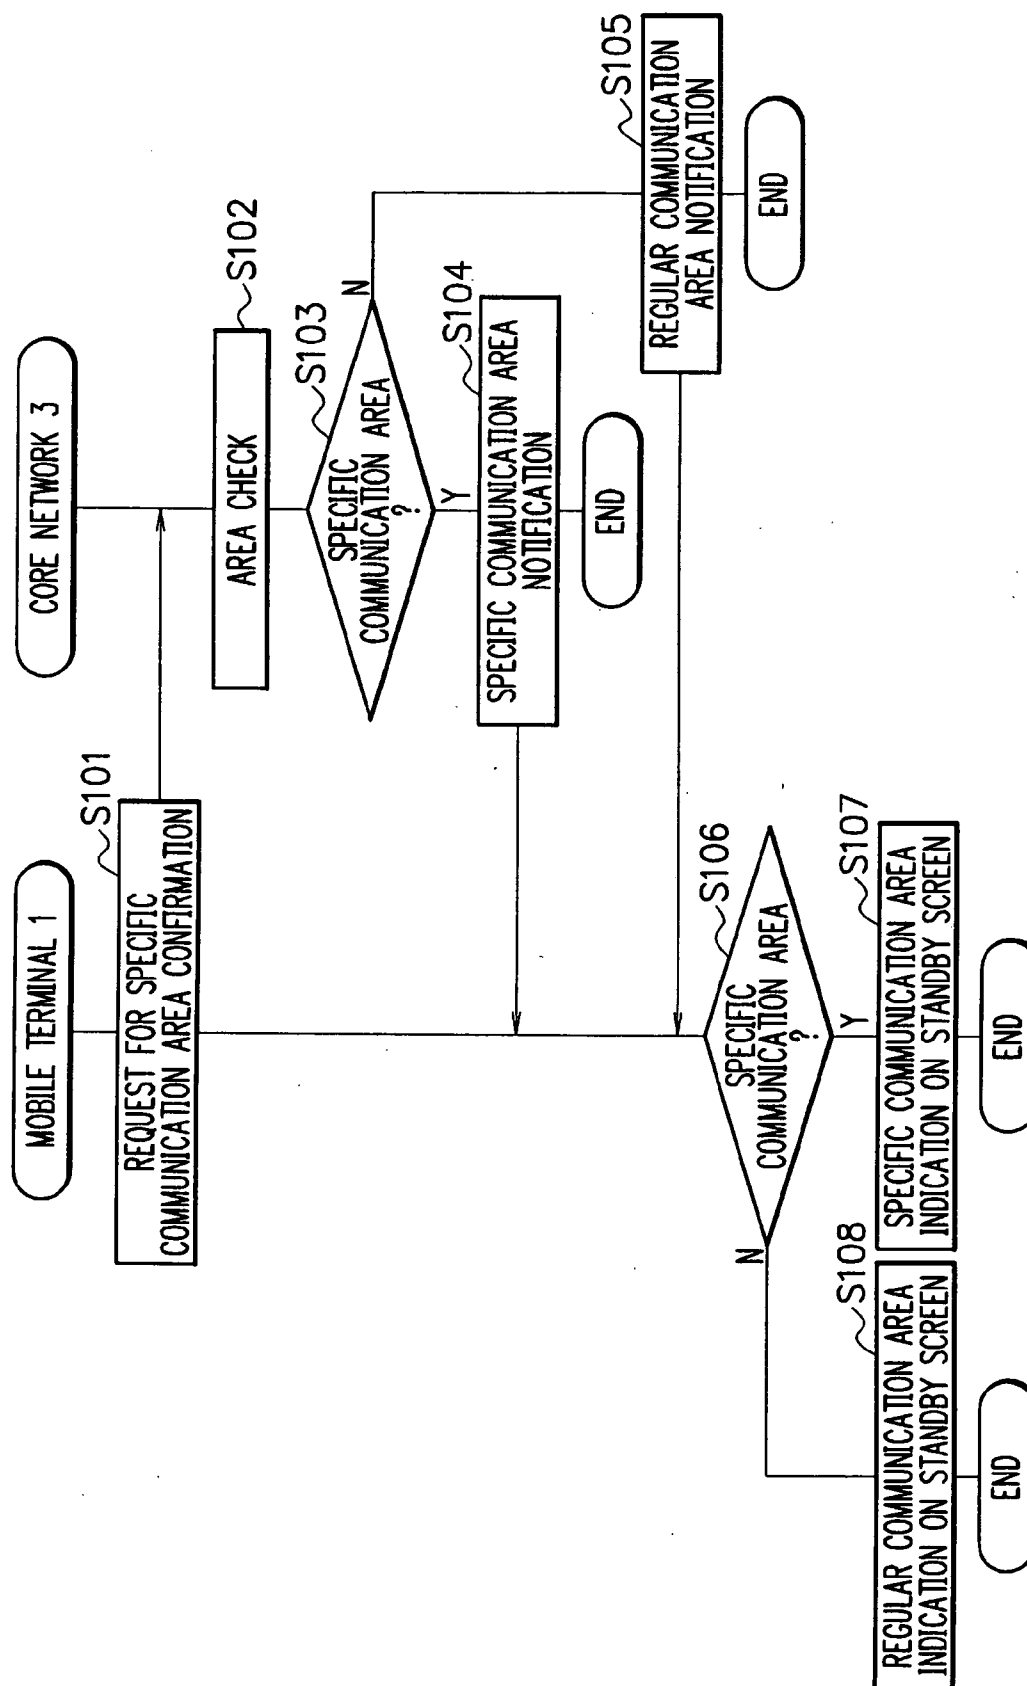 MOBILE TERMINAL 1
REQUEST FOR SPECIFIC
COMMUNICATION AREA CONFIRMATION
S101
CORE NETWORK 3
AREA CHECK
S102
SPECIFIC
COMMUNICATION AREA
?
S103
N
Y
SPECIFIC COMMUNICATION AREA
NOTIFICATION
S104
END
REGULAR COMMUNICATION
AREA NOTIFICATION
S105
END
SPECIFIC
COMMUNICATION AREA
?
S106
N
Y
SPECIFIC COMMUNICATION AREA
INDICATION ON STANDBY SCREEN
S107
END
REGULAR COMMUNICATION AREA
INDICATION ON STANDBY SCREEN
S108
END